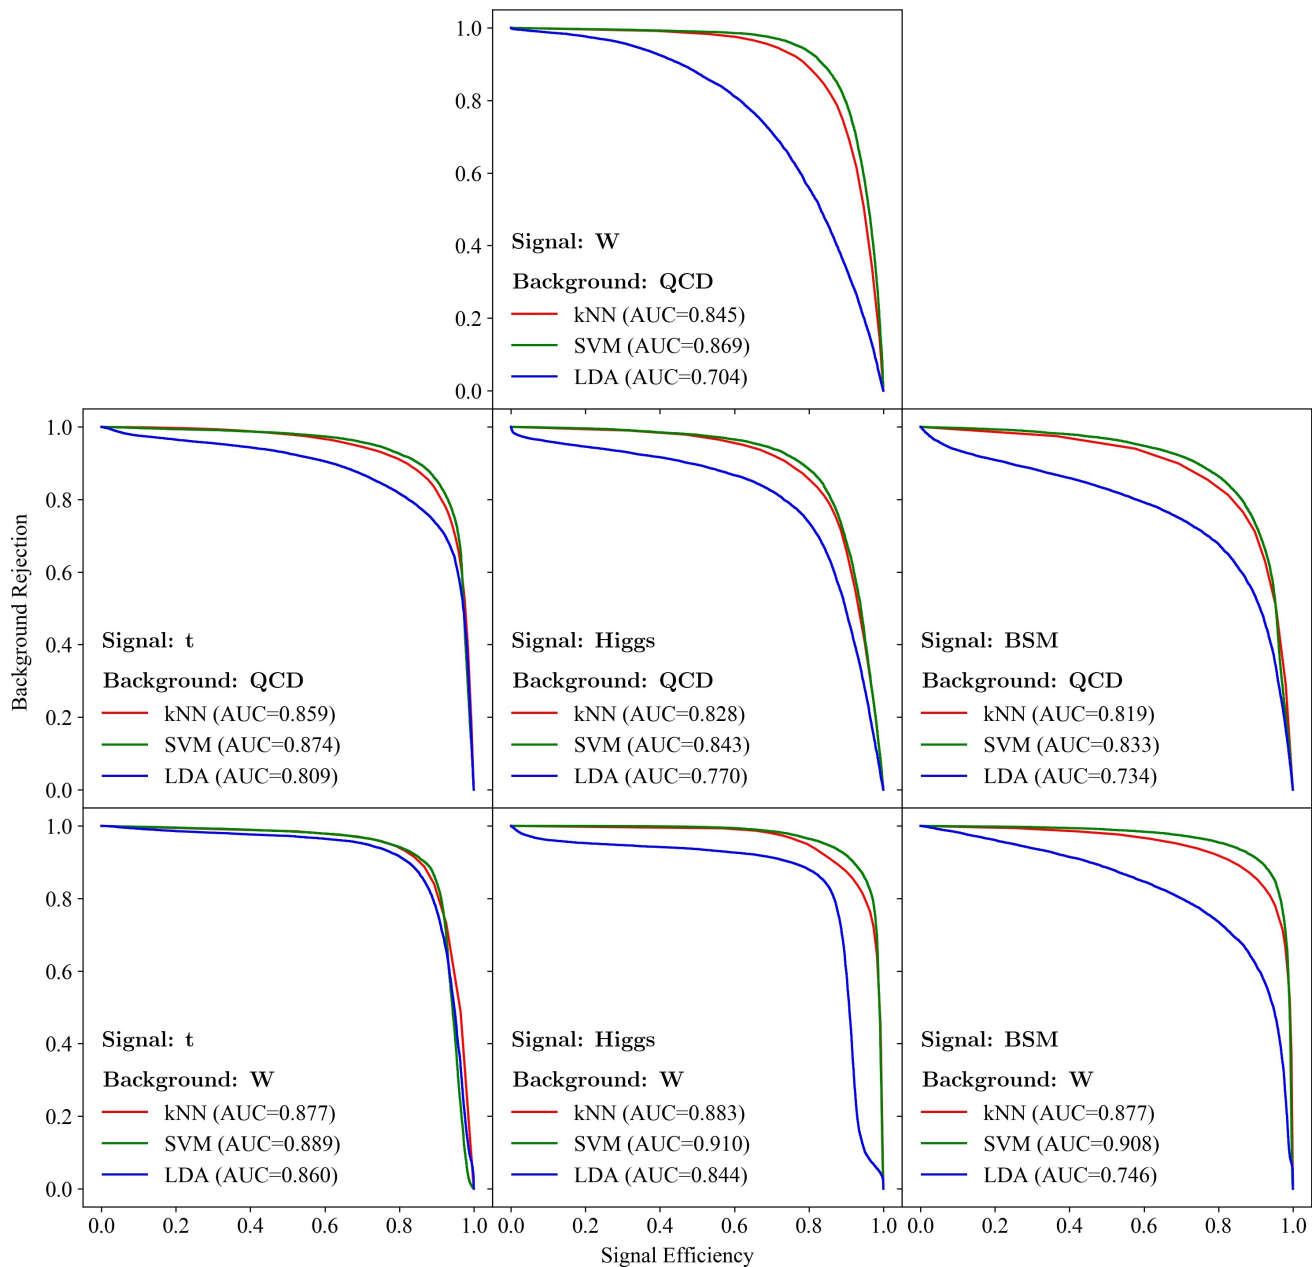 1.0
0.8
0.6
0.4
0.2
0.0
Signal: W
Background: QCD
kNN (AUC=0.845)
SVM (AUC=0.869)
LDA (AUC=0.704)
Background Rejection
1.0
0.8
0.6
0.4
0.2
0.0
Signal: t
Background: QCD
kNN (AUC=0.859)
SVM (AUC=0.874)
LDA (AUC=0.809)
Signal: Higgs
Background: QCD
kNN (AUC=0.828)
SVM (AUC=0.843)
LDA (AUC=0.770)
Signal: BSM
Background: QCD
kNN (AUC=0.819)
SVM (AUC=0.833)
LDA (AUC=0.734)
1.0
0.8
0.6
0.4
0.2
0.0
Signal: t
Background: W
kNN (AUC=0.877)
SVM (AUC=0.889)
LDA (AUC=0.860)
Signal: Higgs
Background: W
kNN (AUC=0.883)
SVM (AUC=0.910)
LDA (AUC=0.844)
Signal: BSM
Background: W
kNN (AUC=0.877)
SVM (AUC=0.908)
LDA (AUC=0.746)
0.0 0.2 0.4 0.6 0.8 1.0 0.0 0.2 0.4 0.6 0.8 1.0 0.0 0.2 0.4 0.6 0.8 1.0
Signal Efficiency